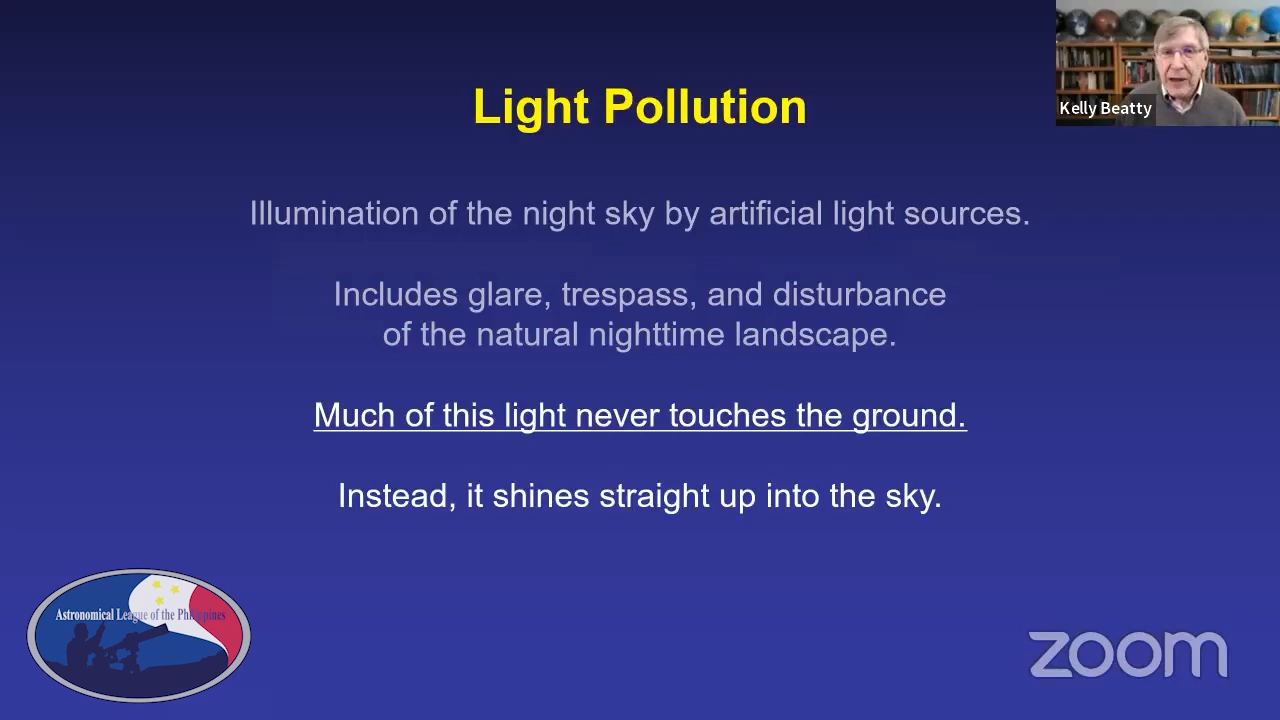 Light Pollution
Kelly Beatty
Illumination of the night sky by artificial light sources.
Includes glare, trespass, and disturbance
of the natural nighttime landscape.
Much of this light never touches the ground.
Instead, it shines straight up into the sky.
Astronomical League of the Philippines
zoom